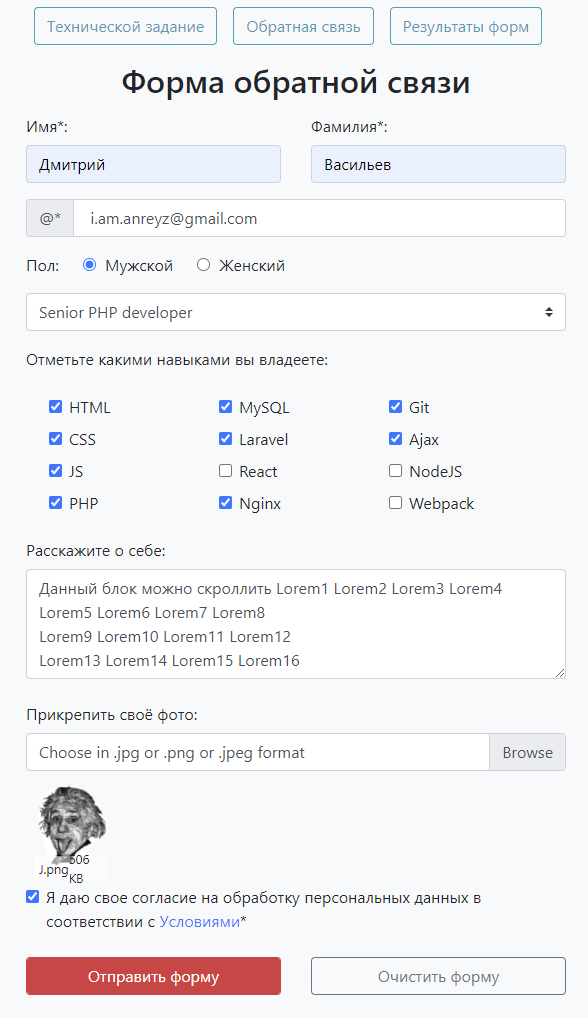 Технической задание Обратная связь Результаты форм
Форма обратной связи
Имя*: Фамилия*:
Дмитрий Васильев
@* i.am.anreyz@gmail.com
Пол: Мужской Женский
Senior PHP developer
Отметьте какими навыками вы владеете:
HTML MySQL Git
CSS Laravel Ajax
JS React NodeJS
PHP Nginx Webpack
Расскажите о себе:
Данный блок можно скроллить Lorem1 Lorem2 Lorem3 Lorem4
Lorem5 Lorem6 Lorem7 Lorem8
Lorem9 Lorem10 Lorem11 Lorem12
Lorem13 Lorem14 Lorem15 Lorem16
Прикрепить своё фото:
Choose in .jpg or .png or .jpeg format Browse
J.png 506
KB
Я даю свое согласие на обработку персональных данных в
соответствии с Условиями*
Отправить форму Очистить форму